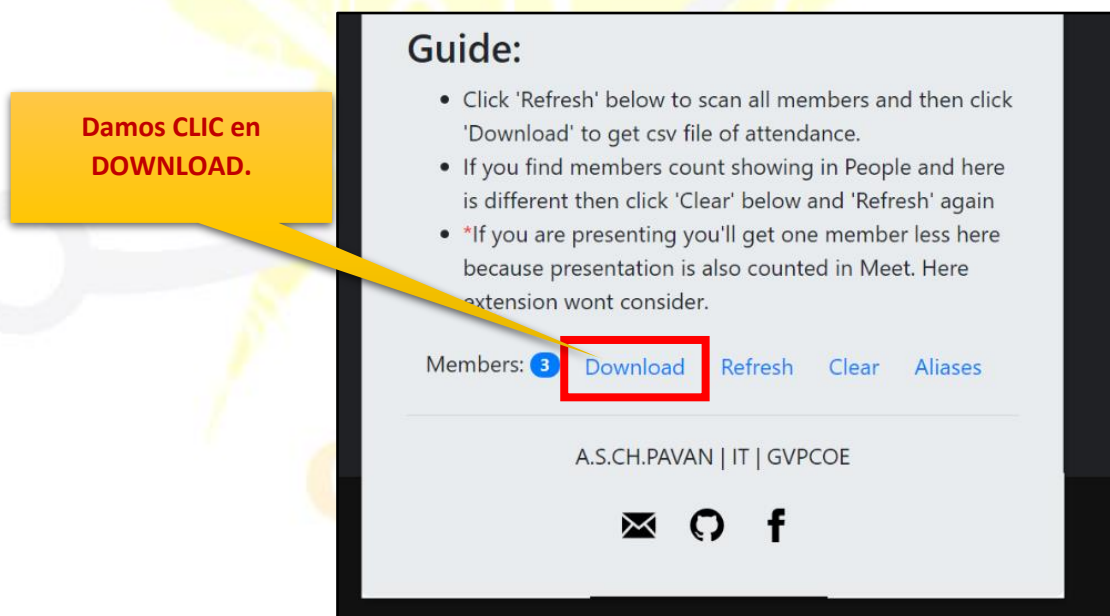 Guide:
Damos CLIC en
DOWNLOAD.
• Click 'Refresh' below to scan all members and then click
'Download' to get csv file of attendance.
• If you find members count showing in People and here
is different then click 'Clear' below and 'Refresh' again
• *If you are presenting you'll get one member less here
because presentation is also counted in Meet. Here
extension wont consider.
Members: 3 Download Refresh Clear Aliases
A.S.CH.PAVAN | IT | GVPCOE